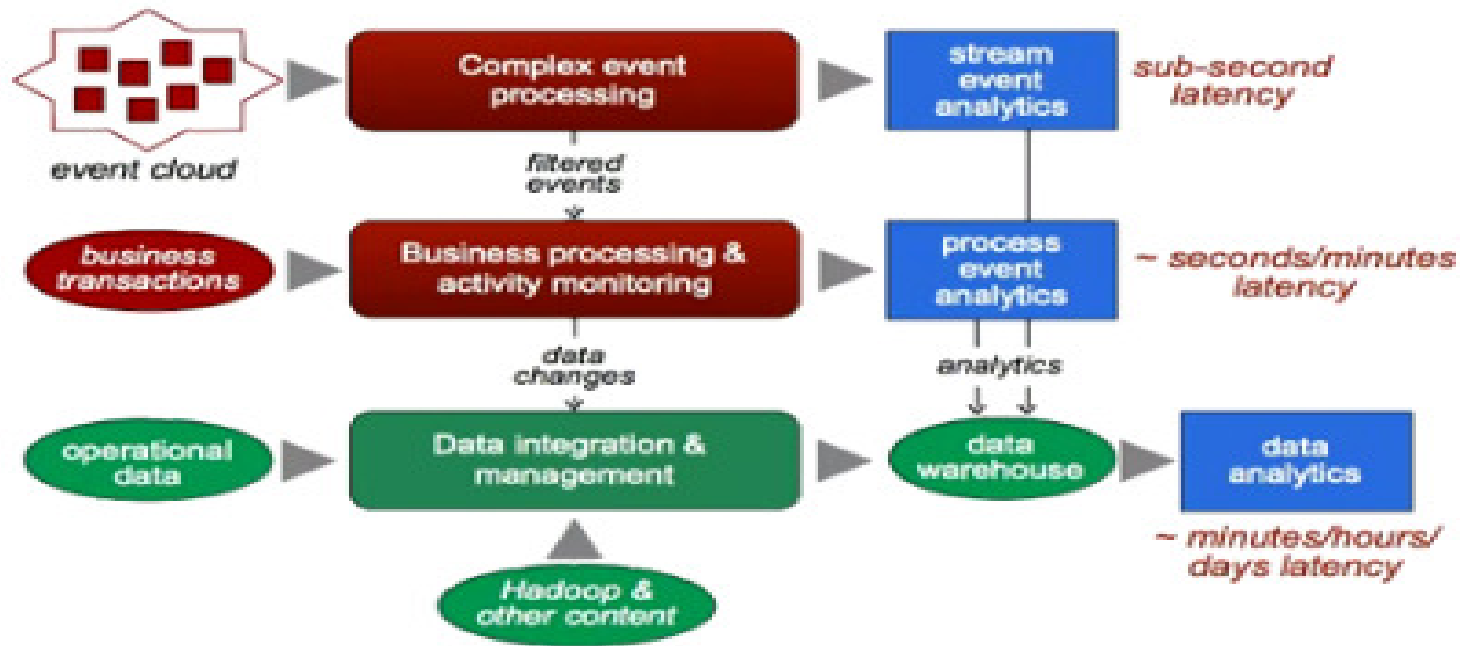 Complex event
processing
stream
event
analytics
sub-second
latency
event cloud
filtered
events
business
transactions
Business processing &
activity monitoring
process
event
analytics
~ seconds/minutes
latency
data
changes
analytics
operational
data
Data integration &
management
data
warehouse
data
analytics
~ minutes/hours/
days latency
Hadoop &
other content